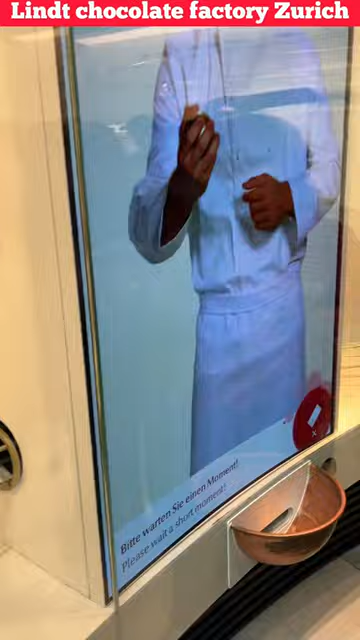 Lindt chocolate factory Zurich
Bitte warten Sie einen Moment!
Please wait a short moment!